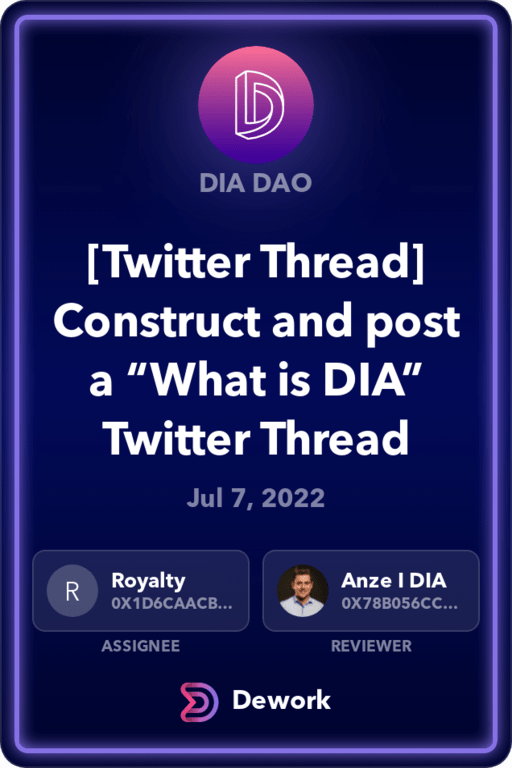 DIA DAO
[Twitter Thread]
Construct and post
a “What is DIA”
Twitter Thread
Jul 7, 2022
R
Royalty
0X1D6CAACB...
ASSIGNEE
Anze I DIA
0X78B056CC...
REVIEWER
Dework